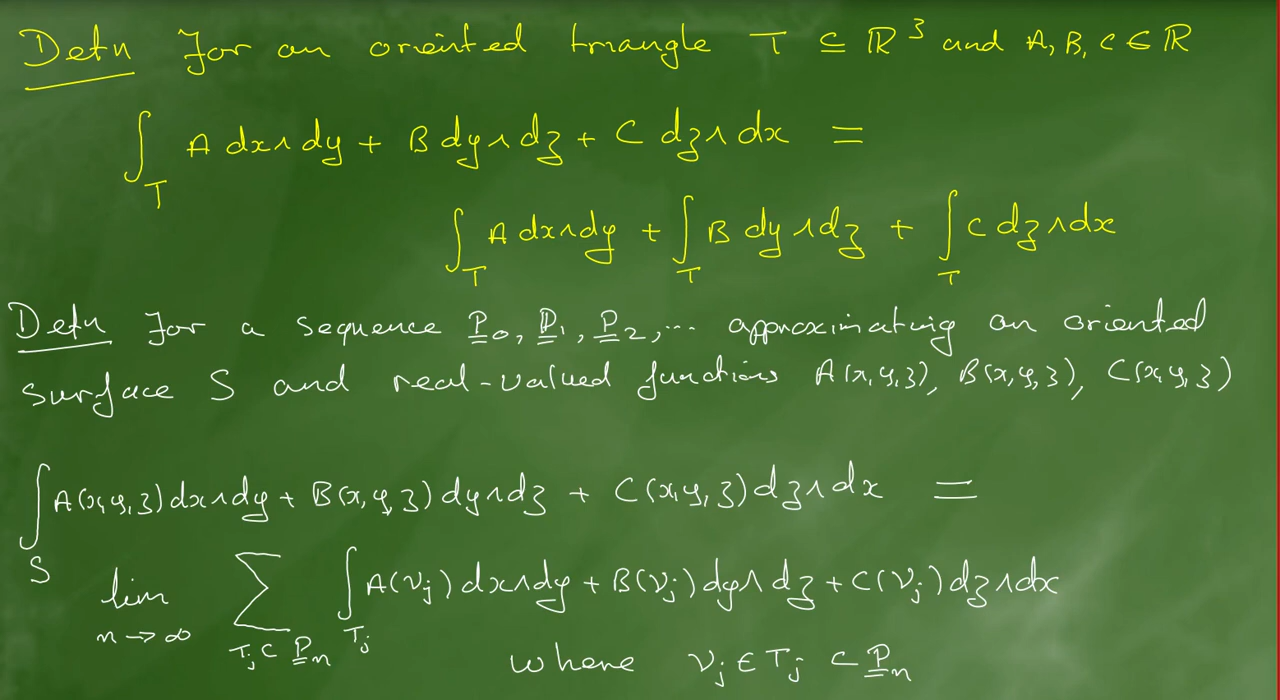 Defn For an oriented triangle T ⊆ ℝ³ and A, B, C ∈ ℝ
∫_T A dx∧dy + B dy∧dz + C dz∧dx =
∫_T A dx∧dy + ∫_T B dy∧dz + ∫_T C dz∧dx
Defn For a sequence P₀, P₁, P₂, ... approximating an oriented
surface S and real-valued functions A(x,y,z), B(x,y,z), C(x,y,z)
∫_S A(x,y,z) dx∧dy + B(x,y,z) dy∧dz + C(x,y,z) dz∧dx =
lim_{n→∞} ∑_{T_j ⊂ P_n} ∫_{T_j} A(v_j) dx∧dy + B(v_j) dy∧dz + C(v_j) dz∧dx
where v_j ∈ T_j ⊂ P_n